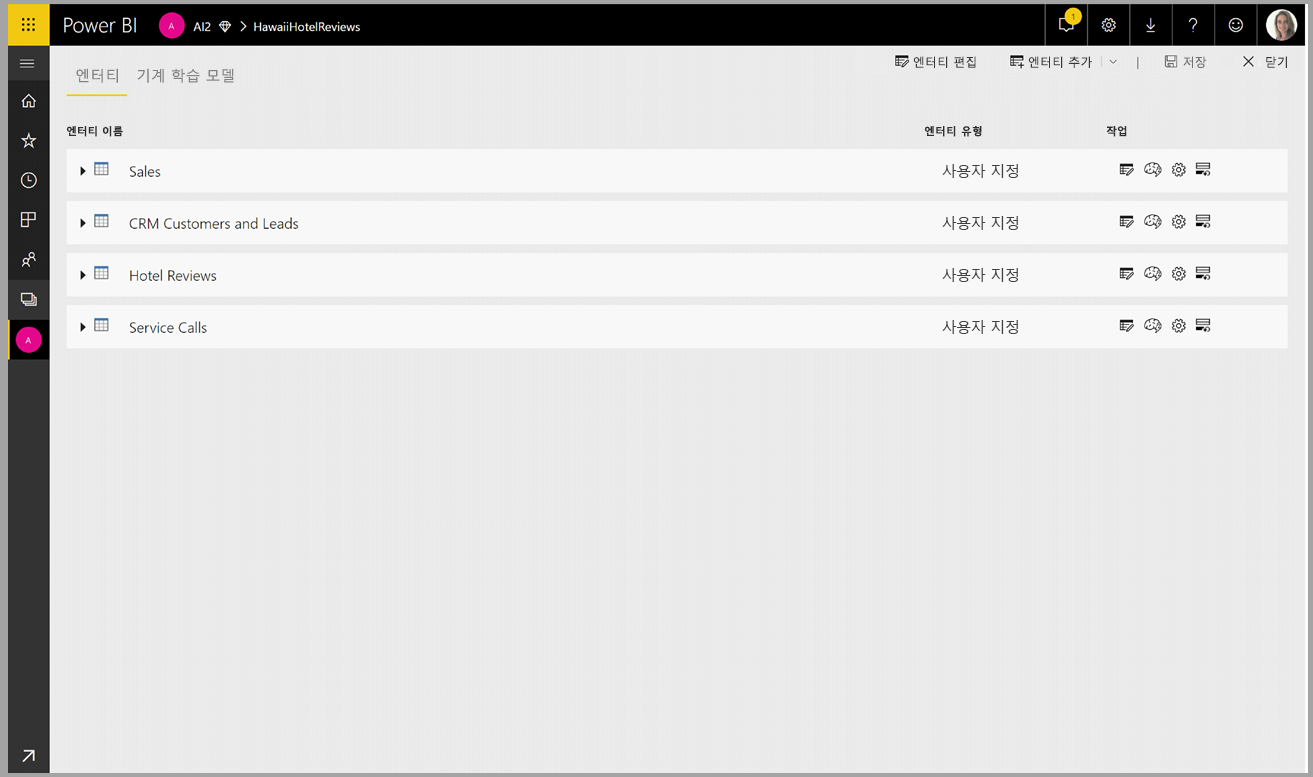 Power BI A AI2 HawaiiHotelReviews 1 ?
엔터티 기계 학습 모델 엔터티 편집 엔터티 추가 | 저장 닫기
엔터티 이름 엔터티 유형 작업
Sales 사용자 지정
CRM Customers and Leads 사용자 지정
Hotel Reviews 사용자 지정
Service Calls 사용자 지정
A